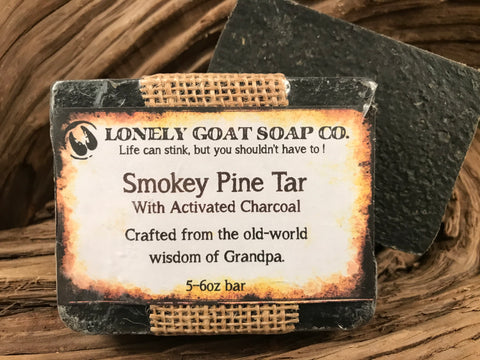 LONELY GOAT SOAP CO.
Life can stink, but you shouldn't have to !
Smokey Pine Tar
With Activated Charcoal
Crafted from the old-world
wisdom of Grandpa.
5-6oz bar